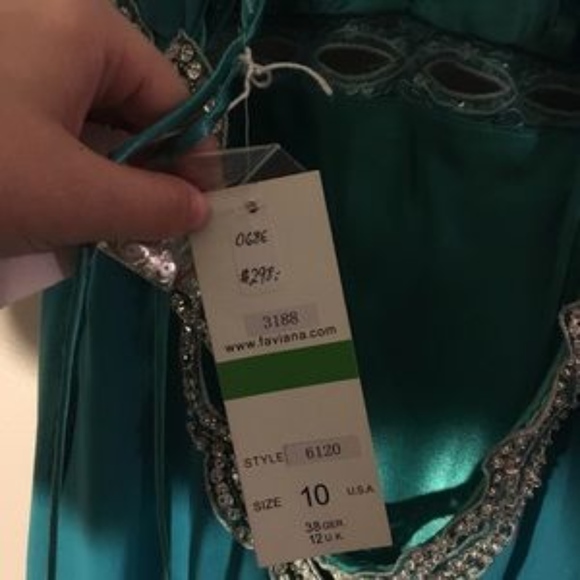 0686
$298.-
3188
www.faviana.com
STYLE 6120
SIZE 10 U.S.A
38 GER.
12 U.K.